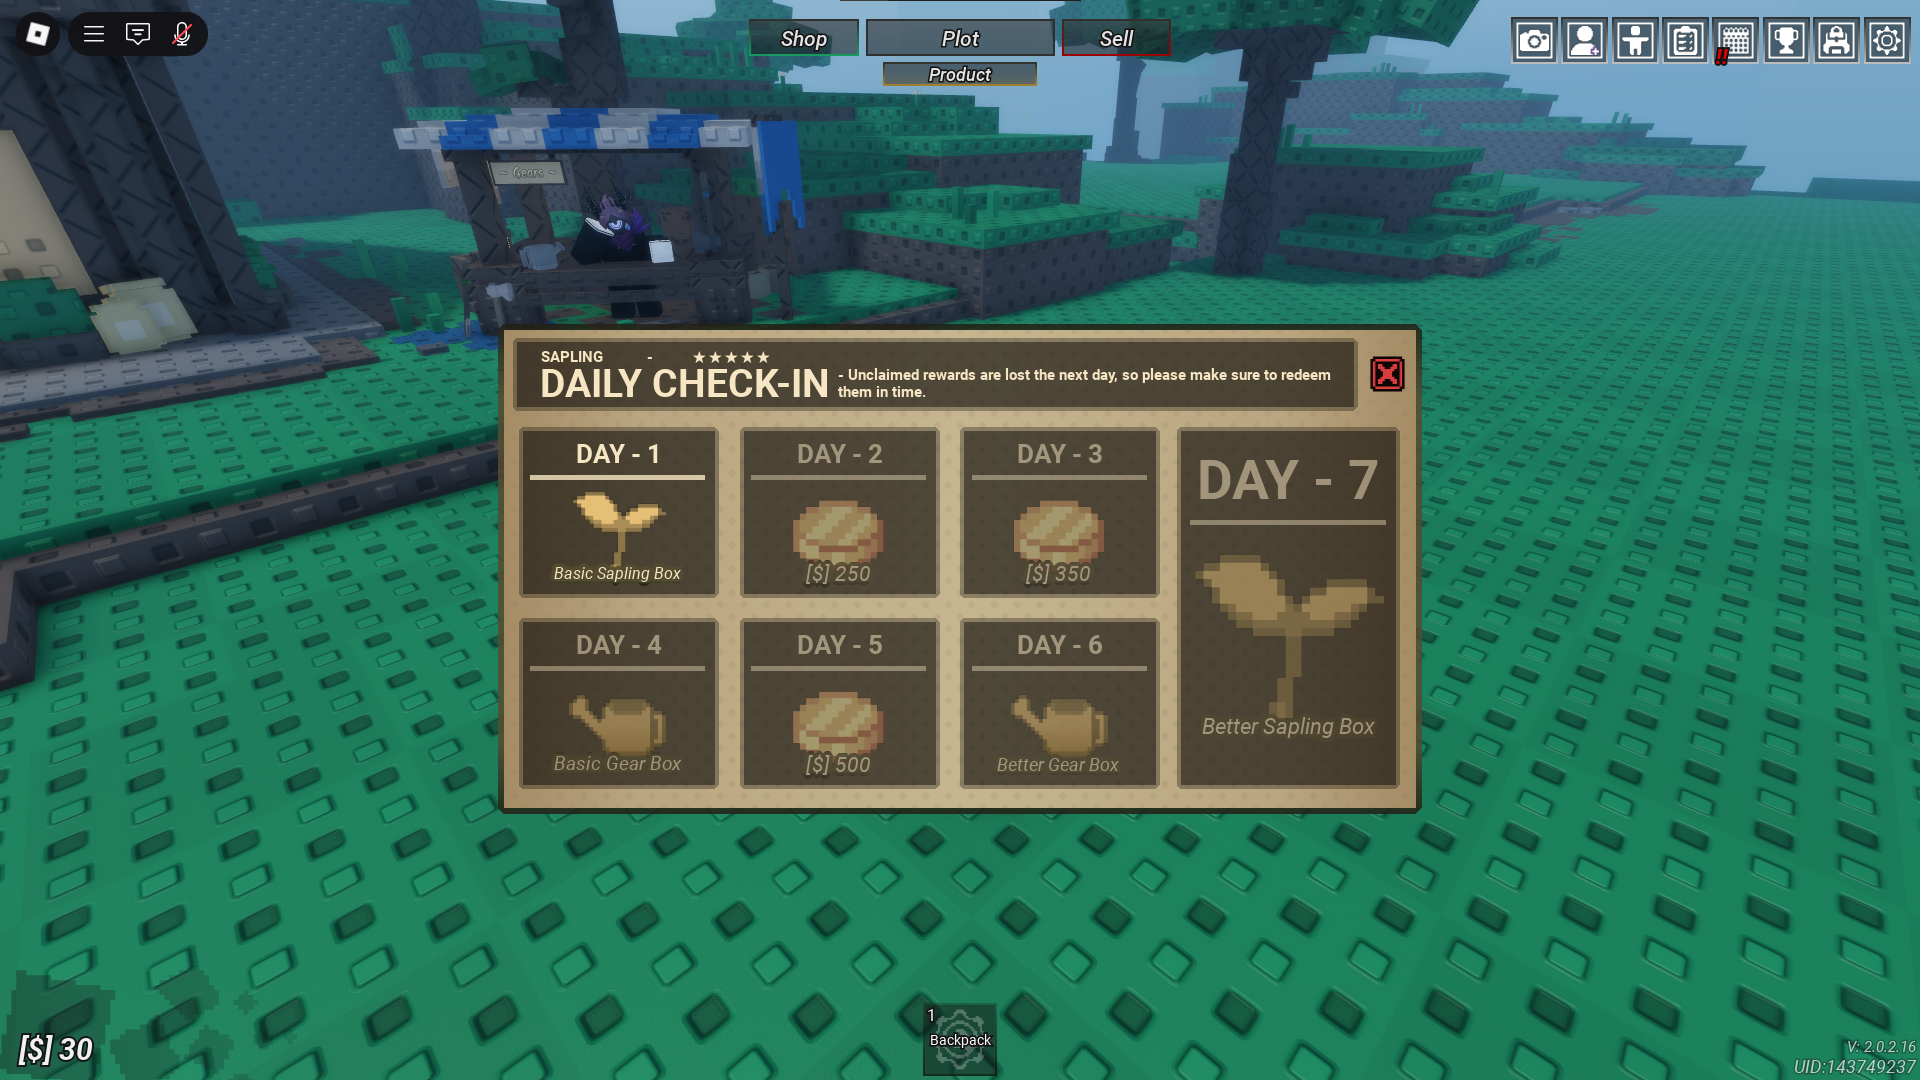 Shop
Plot
Sell
Product
~ Gears ~
!!
SAPLING - ★★★★★
DAILY CHECK-IN
- Unclaimed rewards are lost the next day, so please make sure to redeem
them in time.
DAY - 1
Basic Sapling Box
DAY - 2
[$] 250
DAY - 3
[$] 350
DAY - 4
Basic Gear Box
DAY - 5
[$] 500
DAY - 6
Better Gear Box
DAY - 7
Better Sapling Box
[$] 30
1
Backpack
V: 2.0.2.16
UID:143749237